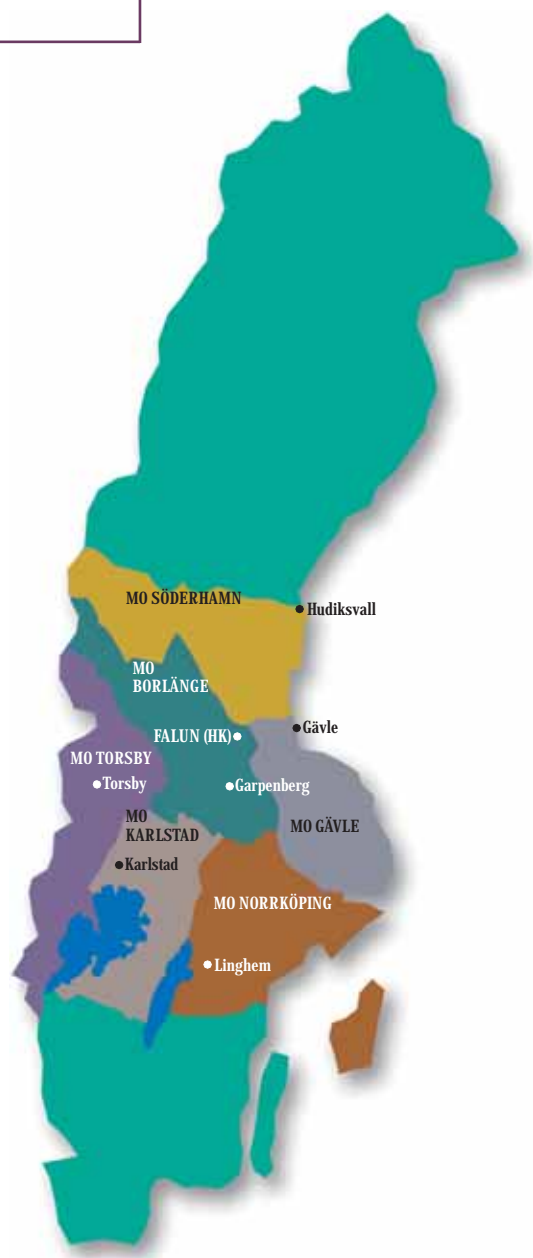 MO SÖDERHAMN
Hudiksvall
MO
BORLÄNGE
Gävle
FALUN (HK)
MO TORSBY
Torsby
Garpenberg
MO
KARLSTAD
MO GÄVLE
Karlstad
MO NORRKÖPING
Linghem